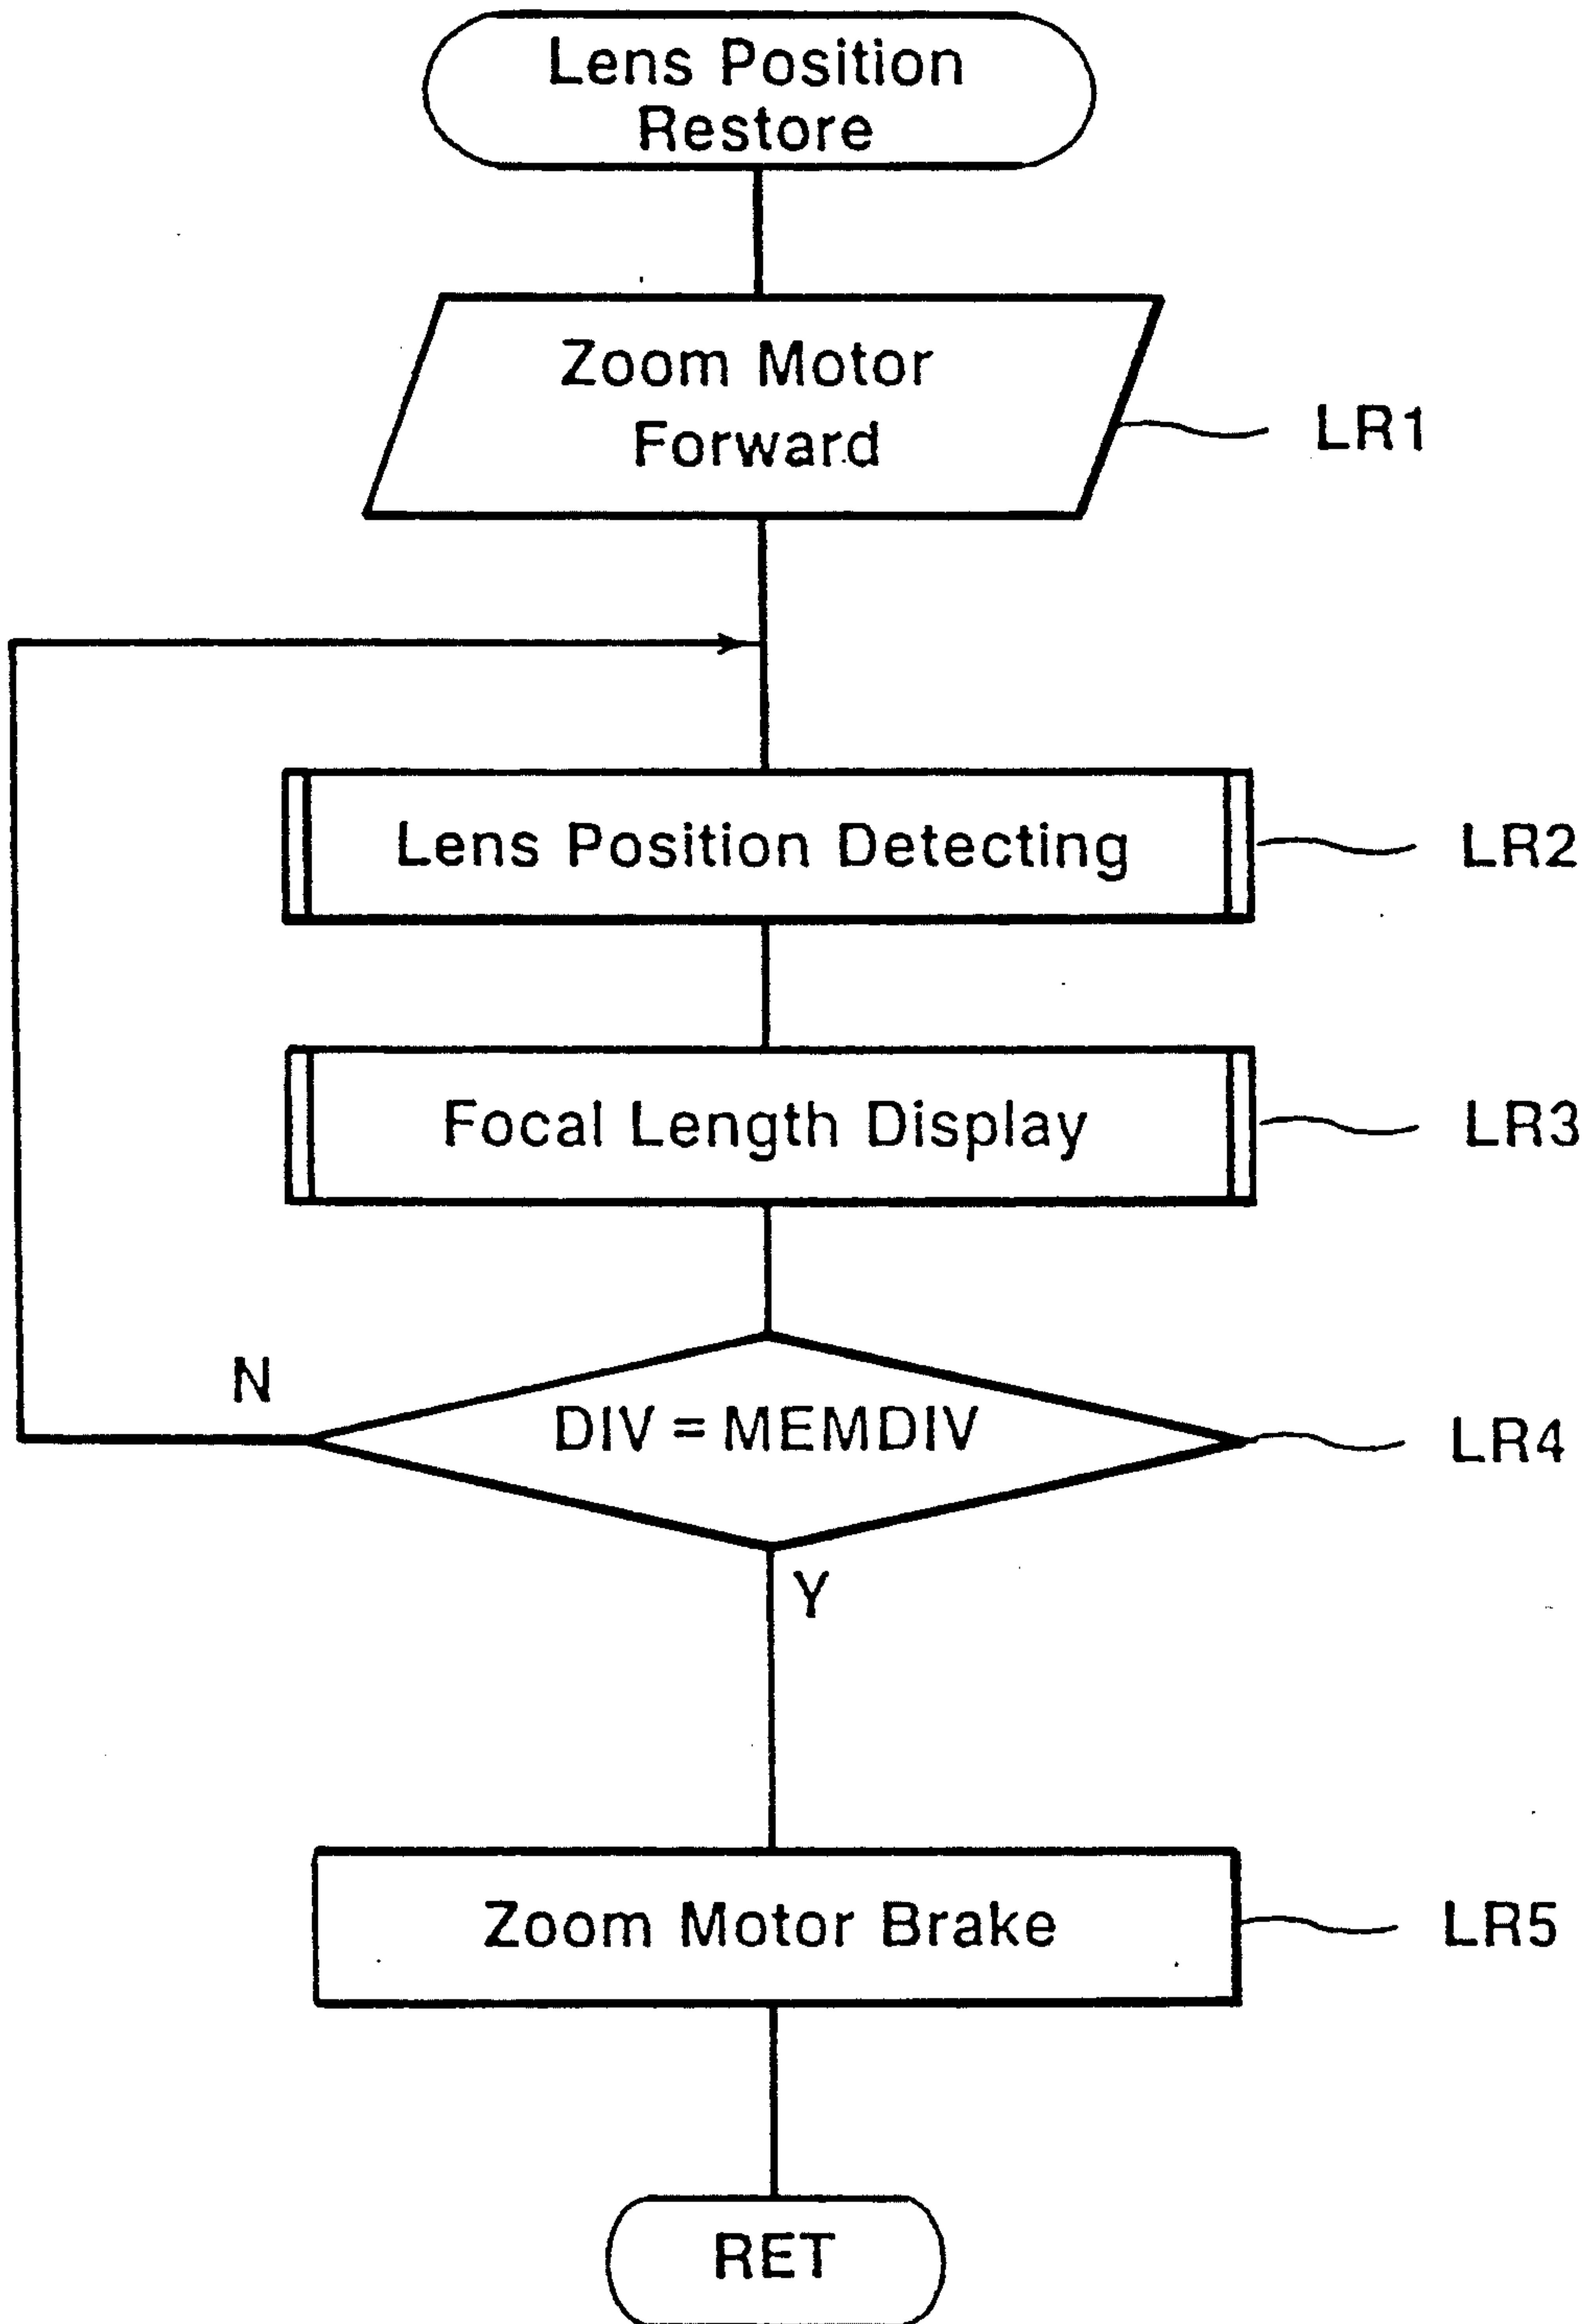 Lens Position
Restore
Zoom Motor
Forward
LR1
Lens Position Detecting
LR2
Focal Length Display
LR3
N
DIV = MEMDIV
LR4
Y
Zoom Motor Brake
LR5
RET